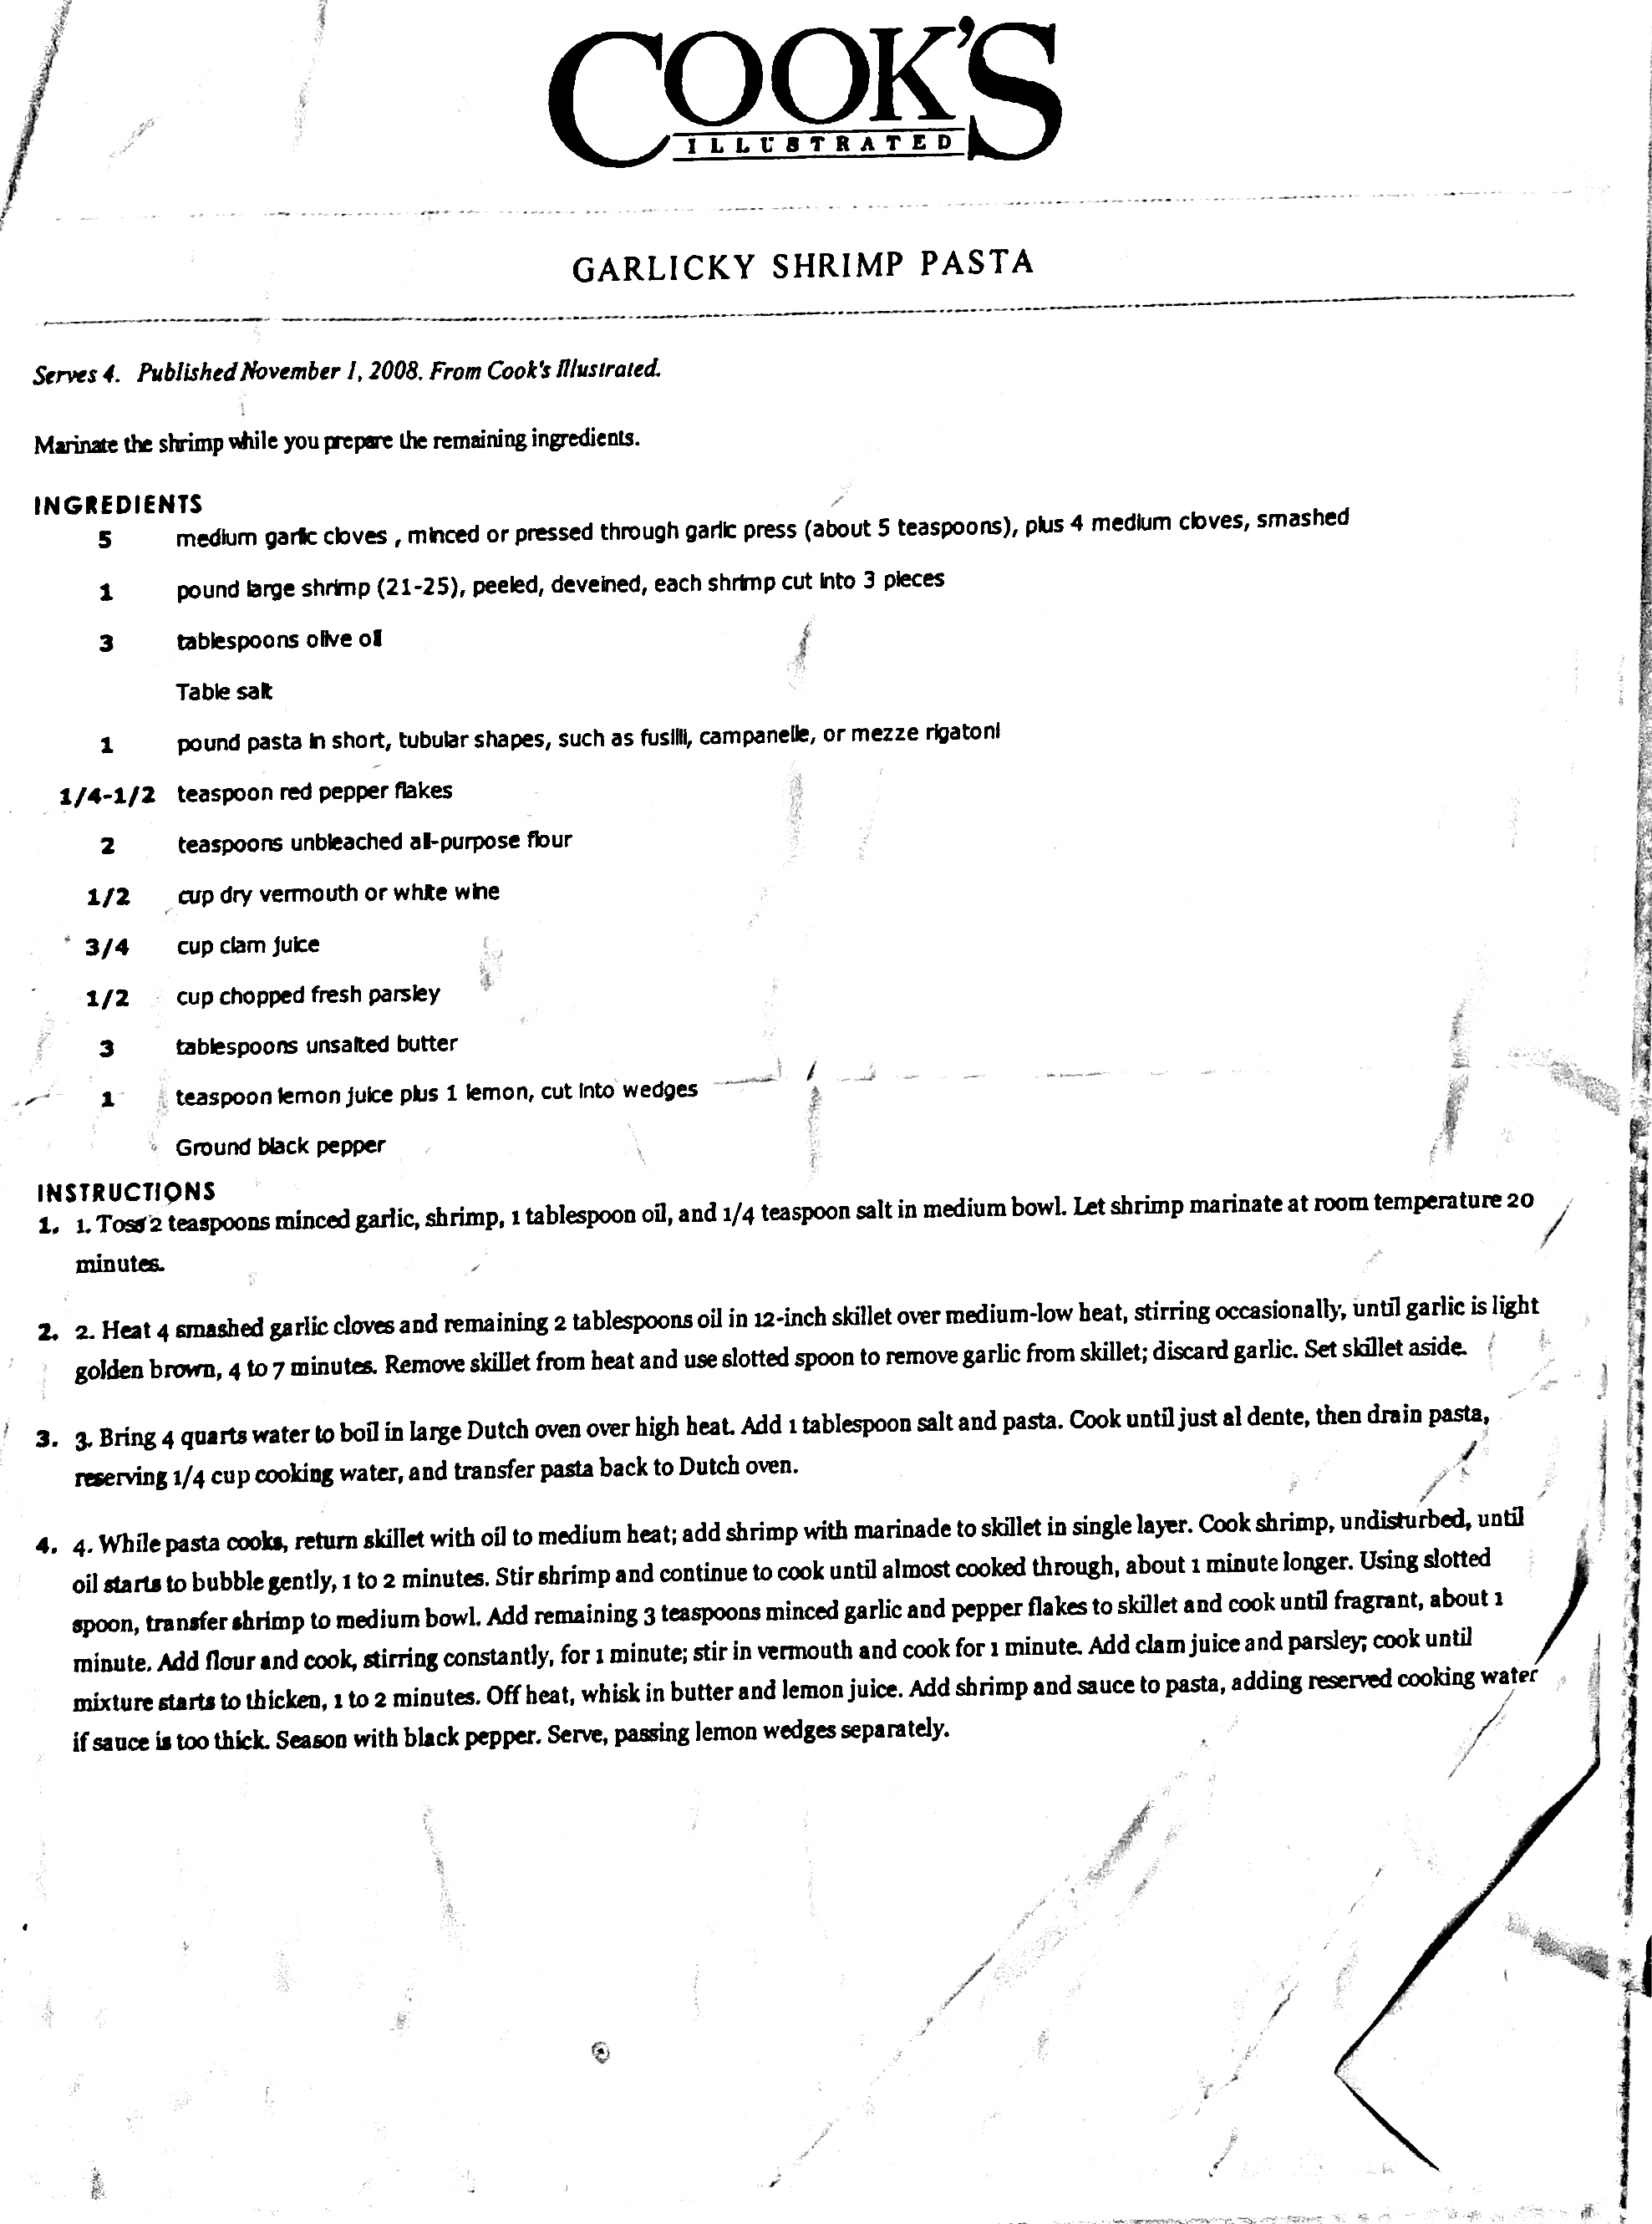 COOK'S
ILLUSTRATED
GARLICKY SHRIMP PASTA
Serves 4. Published November 1, 2008. From Cook's Illustrated.
Marinate the shrimp while you prepare the remaining ingredients.
INGREDIENTS
5 medium garlic cloves , minced or pressed through garlic press (about 5 teaspoons), plus 4 medium cloves, smashed
1 pound large shrimp (21-25), peeled, deveined, each shrimp cut into 3 pieces
3 tablespoons olive oil
Table salt
1 pound pasta in short, tubular shapes, such as fusilli, campanelle, or mezze rigatoni
1/4-1/2 teaspoon red pepper flakes
2 teaspoons unbleached all-purpose flour
1/2 cup dry vermouth or white wine
3/4 cup clam juice
1/2 cup chopped fresh parsley
3 tablespoons unsalted butter
1 teaspoon lemon juice plus 1 lemon, cut into wedges
Ground black pepper
INSTRUCTIONS
1. 1. Toss 2 teaspoons minced garlic, shrimp, 1 tablespoon oil, and 1/4 teaspoon salt in medium bowl. Let shrimp marinate at room temperature 20
minutes.
2. 2. Heat 4 smashed garlic cloves and remaining 2 tablespoons oil in 12-inch skillet over medium-low heat, stirring occasionally, until garlic is light
golden brown, 4 to 7 minutes. Remove skillet from heat and use slotted spoon to remove garlic from skillet; discard garlic. Set skillet aside.
3. 3. Bring 4 quarts water to boil in large Dutch oven over high heat. Add 1 tablespoon salt and pasta. Cook until just al dente, then drain pasta,
reserving 1/4 cup cooking water, and transfer pasta back to Dutch oven.
4. 4. While pasta cooks, return skillet with oil to medium heat; add shrimp with marinade to skillet in single layer. Cook shrimp, undisturbed, until
oil starts to bubble gently, 1 to 2 minutes. Stir shrimp and continue to cook until almost cooked through, about 1 minute longer. Using slotted
spoon, transfer shrimp to medium bowl. Add remaining 3 teaspoons minced garlic and pepper flakes to skillet and cook until fragrant, about 1
minute. Add flour and cook, stirring constantly, for 1 minute; stir in vermouth and cook for 1 minute. Add clam juice and parsley; cook until
mixture starts to thicken, 1 to 2 minutes. Off heat, whisk in butter and lemon juice. Add shrimp and sauce to pasta, adding reserved cooking water
if sauce is too thick. Season with black pepper. Serve, passing lemon wedges separately.